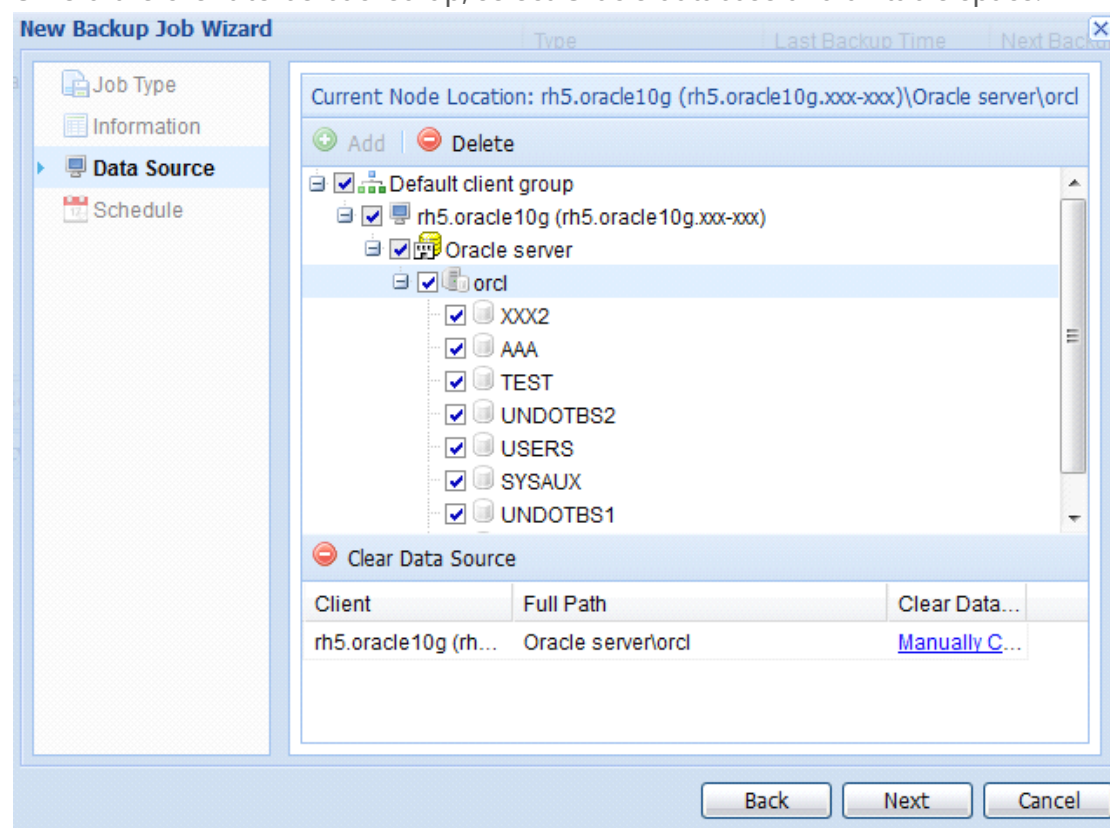 New Backup Job Wizard
Type Last Backup Time Next Backup
Job Type
Information
Data Source
Schedule
Current Node Location: rh5.oracle10g (rh5.oracle10g.xxx-xxx)\Oracle server\orcl
Add Delete
Default client group
rh5.oracle10g (rh5.oracle10g.xxx-xxx)
Oracle server
orcl
XXX2
AAA
TEST
UNDOTBS2
USERS
SYSAUX
UNDOTBS1
Clear Data Source
Client Full Path Clear Data...
rh5.oracle10g (rh... Oracle server\orcl Manually C...
Back Next Cancel